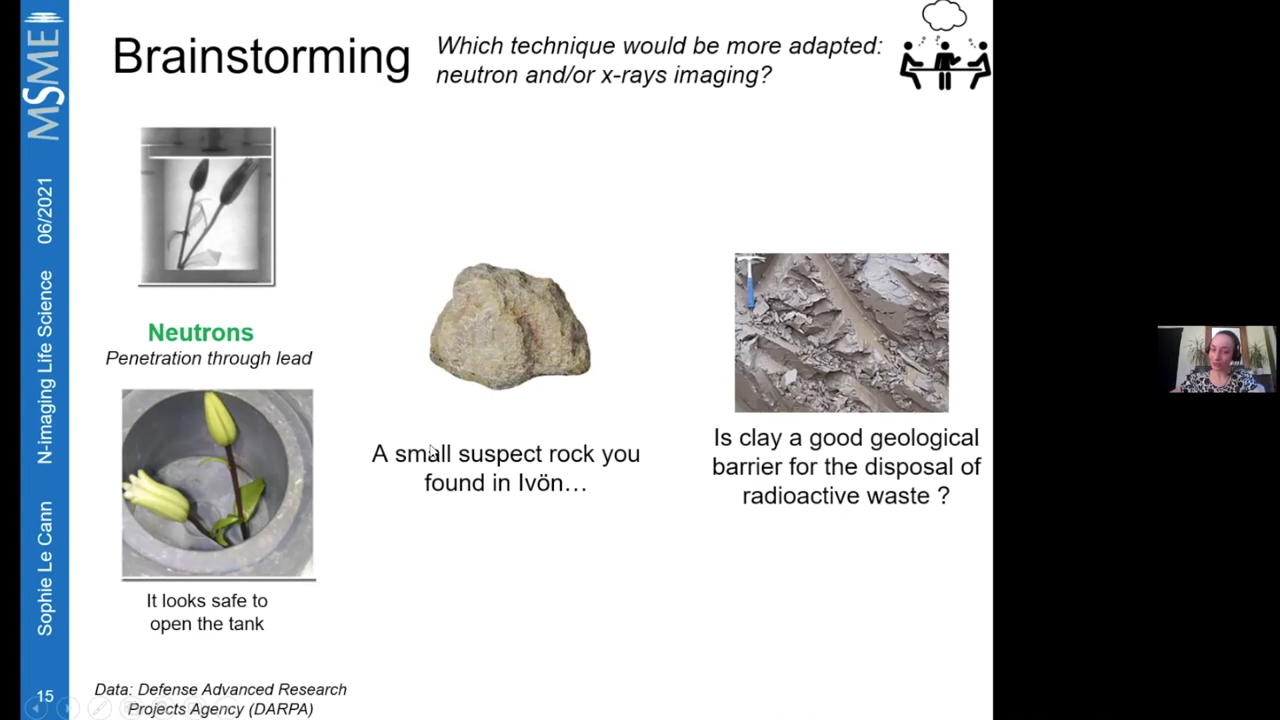 Brainstorming
Which technique would be more adapted:
neutron and/or x-rays imaging?
MSME
06/2021
N-imaging Life Science
Sophie Le Cann
15
Neutrons
Penetration through lead
It looks safe to
open the tank
Data: Defense Advanced Research
Projects Agency (DARPA)
A small suspect rock you
found in Ivön…
Is clay a good geological
barrier for the disposal of
radioactive waste ?